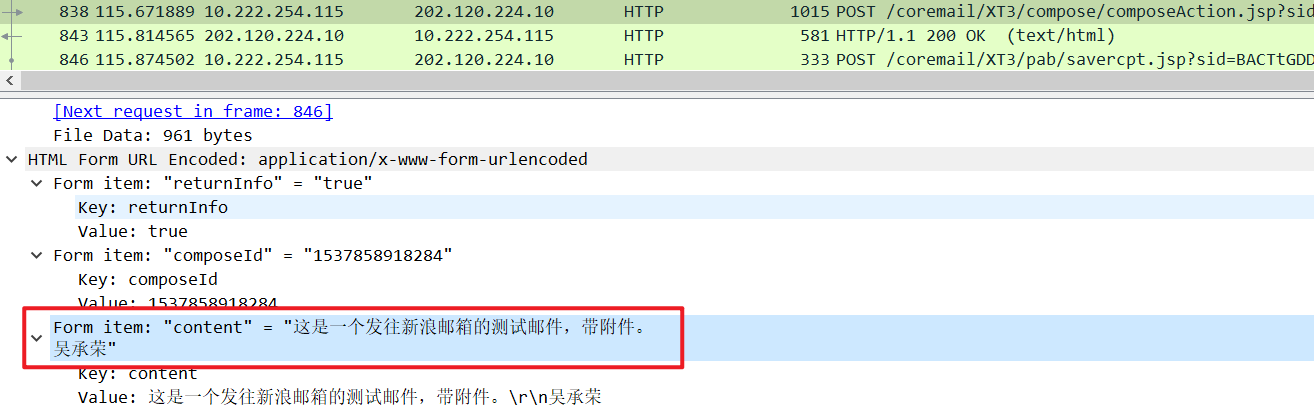 838 115.671889 10.222.254.115 202.120.224.10 HTTP 1015 POST /coremail/XT3/compose/composeAction.jsp?sid
843 115.814565 202.120.224.10 10.222.254.115 HTTP 581 HTTP/1.1 200 OK (text/html)
846 115.874502 10.222.254.115 202.120.224.10 HTTP 333 POST /coremail/XT3/pab/savercpt.jsp?sid=BACTtGDD
[Next request in frame: 846]
File Data: 961 bytes
HTML Form URL Encoded: application/x-www-form-urlencoded
Form item: "returnInfo" = "true"
Key: returnInfo
Value: true
Form item: "composeId" = "1537858918284"
Key: composeId
Value: 1537858918284
Form item: "content" = "这是一个发往新浪邮箱的测试邮件，带附件。
吴承荣"
Key: content
Value: 这是一个发往新浪邮箱的测试邮件，带附件。\r\n吴承荣